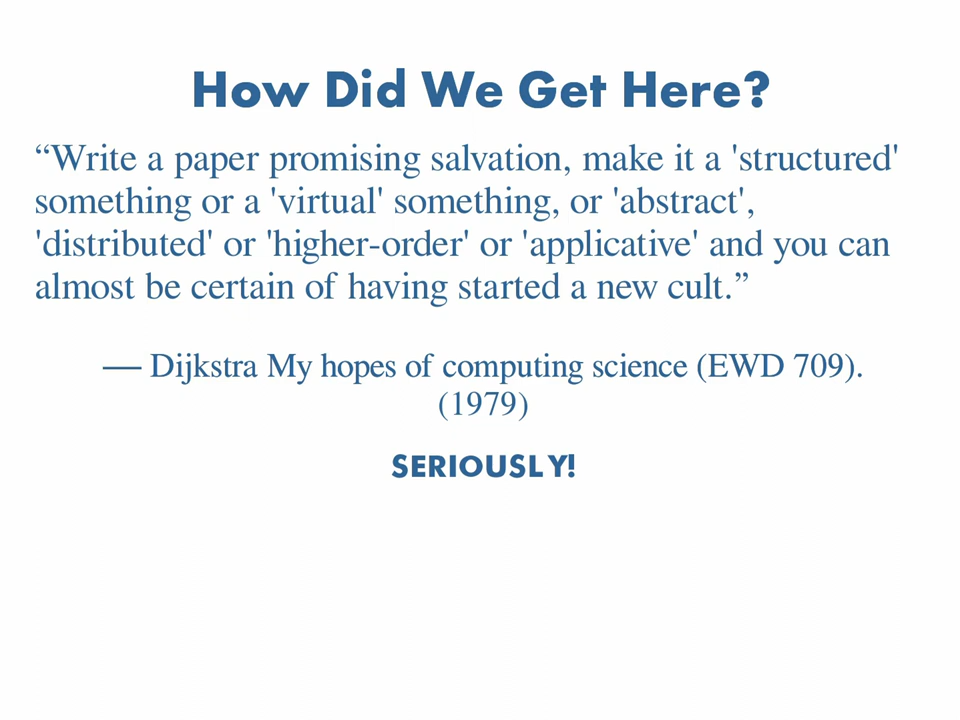 How Did We Get Here?
“Write a paper promising salvation, make it a 'structured'
something or a 'virtual' something, or 'abstract',
'distributed' or 'higher-order' or 'applicative' and you can
almost be certain of having started a new cult.”
— Dijkstra My hopes of computing science (EWD 709).
(1979)
SERIOUSLY!